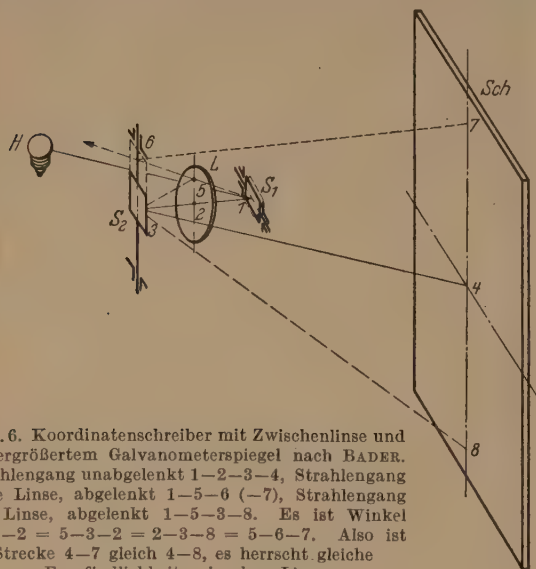 H
6
L
5
S₁
1
2
S₂
3
Sch
7
4
8
.6. Koordinatenschreiber mit Zwischenlinse und
ergrößertem Galvanometerspiegel nach BADER.
hlengang unabgelenkt 1—2—3—4, Strahlengang
e Linse, abgelenkt 1—5—6 (—7), Strahlengang
Linse, abgelenkt 1—5—3—8. Es ist Winkel
—2 = 5—3—2 = 2—3—8 = 5—6—7. Also ist
Strecke 4—7 gleich 4—8, es herrscht gleiche